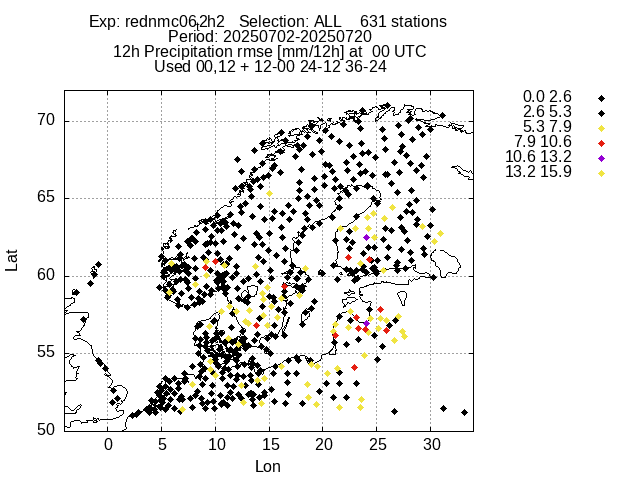 Exp: rednmc06t2h2 Selection: ALL 631 stations
Period: 20250702-20250720
12h Precipitation rmse [mm/12h] at 00 UTC
Used 00,12 + 12-00 24-12 36-24
0.0 2.6
2.6 5.3
5.3 7.9
7.9 10.6
10.6 13.2
13.2 15.9
70
65
60
55
50
Lat
0 5 10 15 20 25 30
Lon